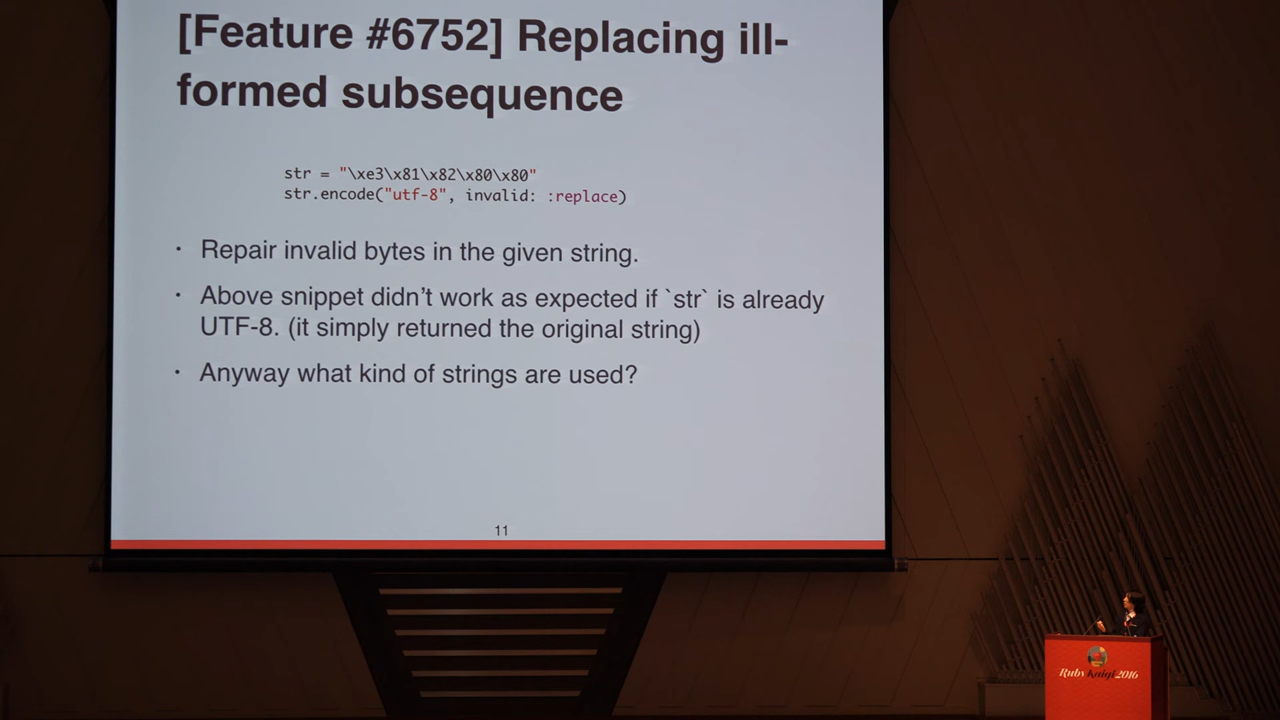 [Feature #6752] Replacing ill-
formed subsequence
str = "\xe3\x81\x82\x80\x80"
str.encode("utf-8", invalid: :replace)
• Repair invalid bytes in the given string.
• Above snippet didn't work as expected if `str` is already
UTF-8. (it simply returned the original string)
• Anyway what kind of strings are used?
11
RubyKaigi 2016